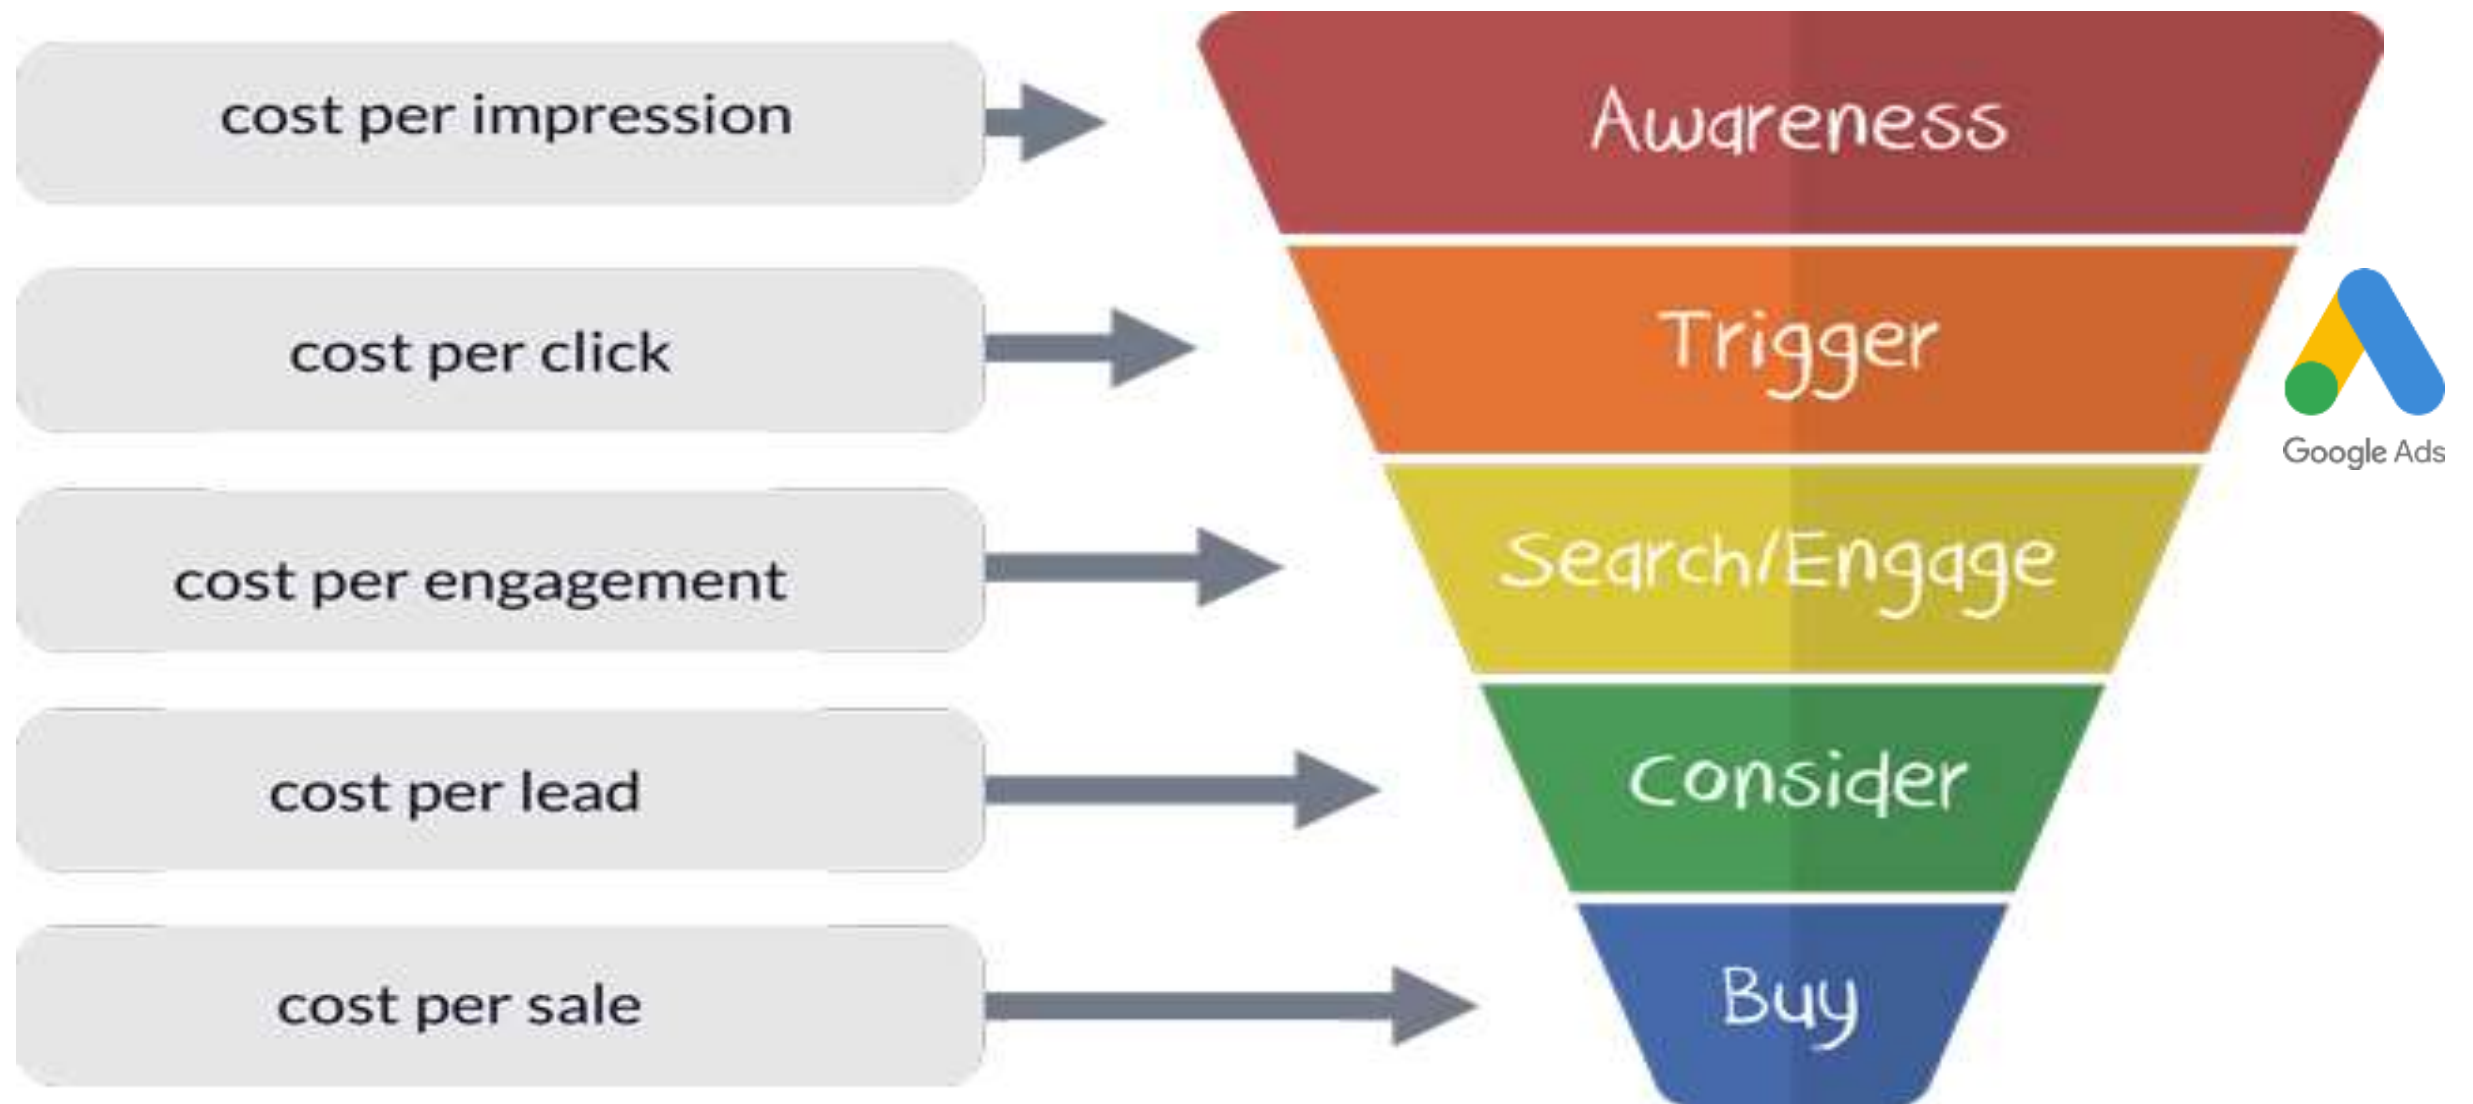 cost per impression
Awareness
cost per click
Trigger
Google Ads
cost per engagement
Search/Engage
cost per lead
Consider
cost per sale
Buy